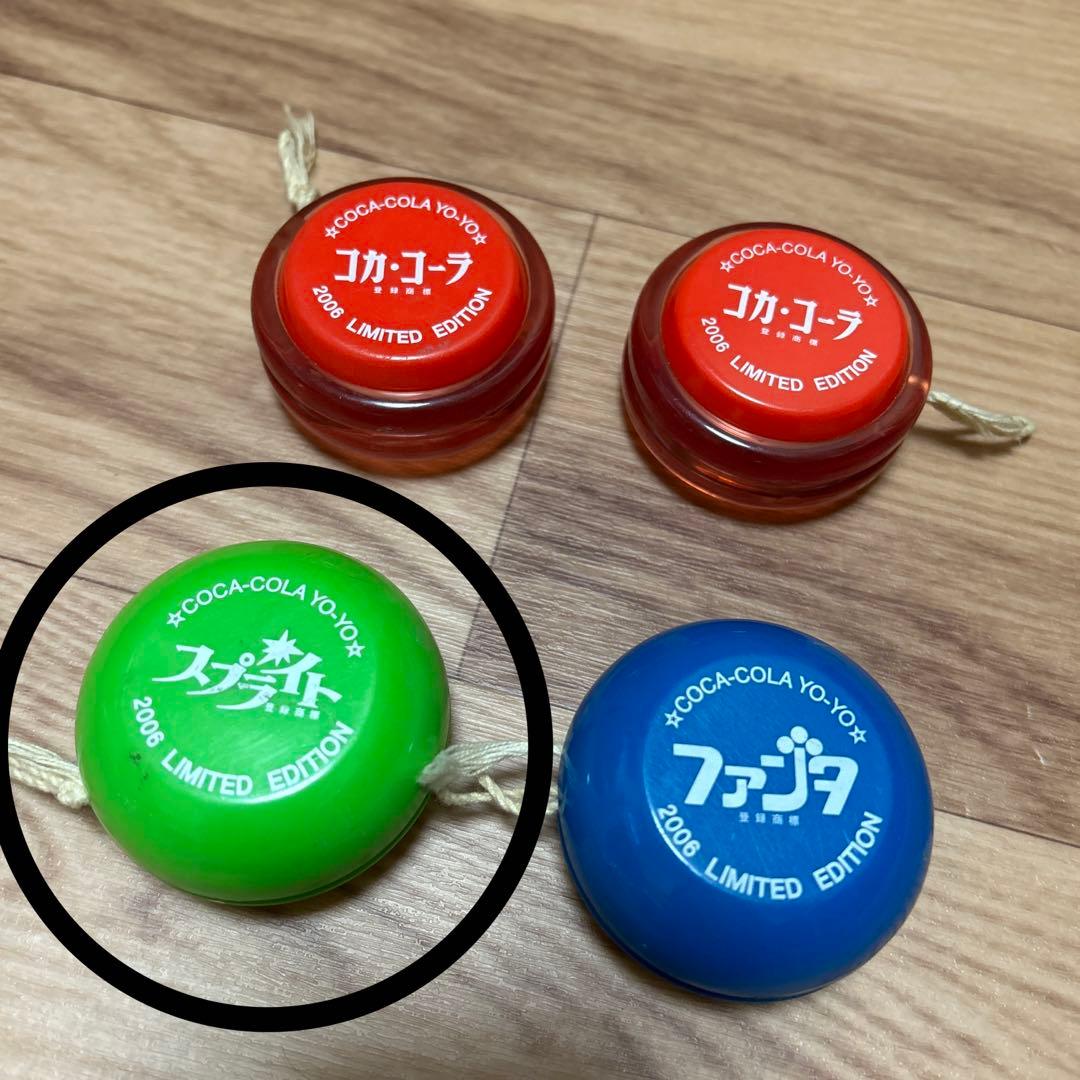 ☆COCA-COLA YO-YO☆
コカ・コーラ
登録商標
2006 LIMITED EDITION
☆COCA-COLA YO-YO☆
コカ・コーラ
登録商標
2006 LIMITED EDITION
☆COCA-COLA YO-YO☆
スプライト
登録商標
2006 LIMITED EDITION
☆COCA-COLA YO-YO☆
ファンタ
登録商標
2006 LIMITED EDITION